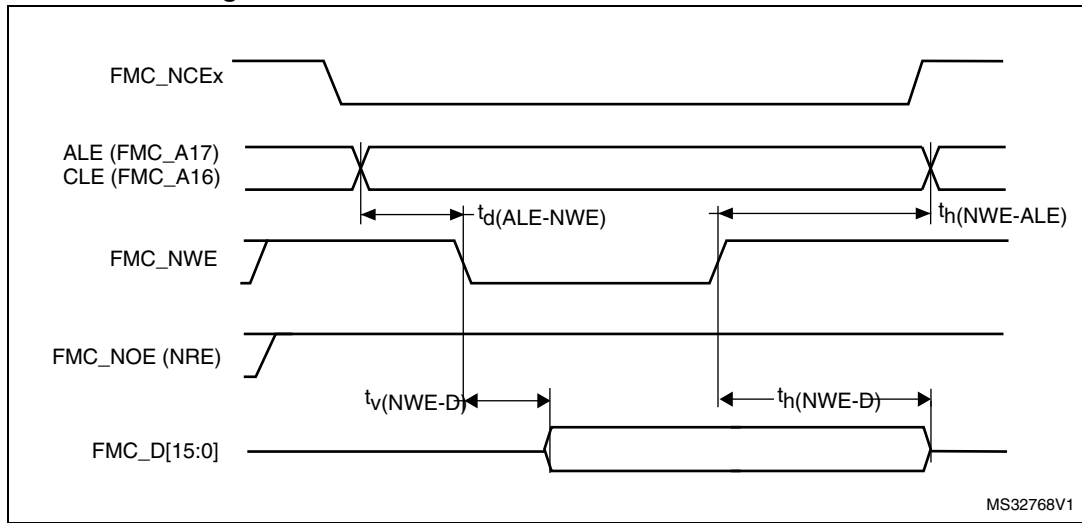 FMC_NCEx
ALE (FMC_A17)
CLE (FMC_A16)
td(ALE-NWE)
th(NWE-ALE)
FMC_NWE
FMC_NOE (NRE)
tv(NWE-D)
th(NWE-D)
FMC_D[15:0]
MS32768V1